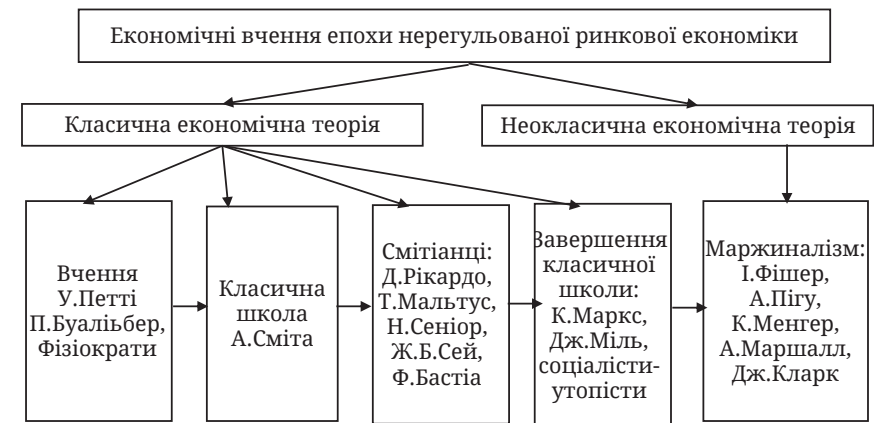 Економічні вчення епохи нерегульованої ринкової економіки
Класична економічна теорія
Неокласична економічна теорія
Вчення
У.Петті
П.Буаліьбер,
Фізіократи
Класична
школа
А.Сміта
Смітіанці:
Д.Рікардо,
Т.Мальтус,
Н.Сеніор,
Ж.Б.Сей,
Ф.Бастіа
Завершення
класичної
школи:
К.Маркс,
Дж.Міль,
соціалісти-
утопісти
Маржиналізм:
І.Фішер,
А.Пігу,
К.Менгер,
А.Маршалл,
Дж.Кларк